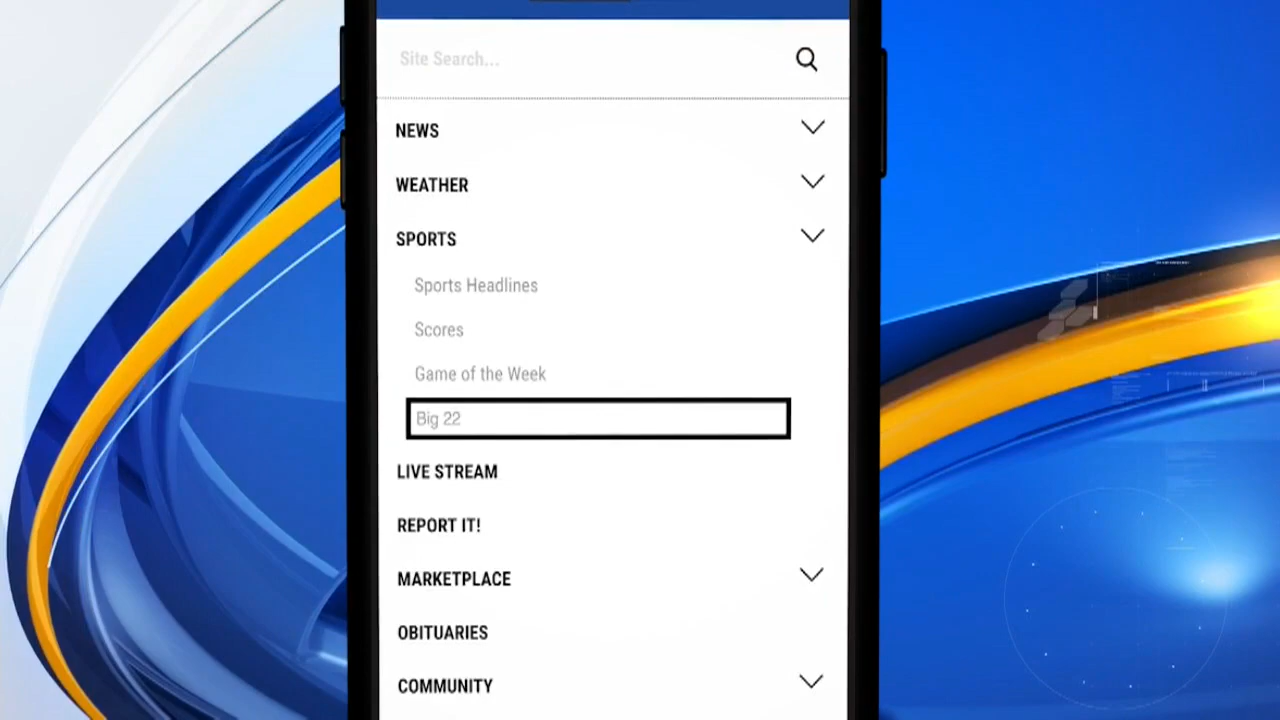 Site Search...
NEWS
WEATHER
SPORTS
Sports Headlines
Scores
Game of the Week
Big 22
LIVE STREAM
REPORT IT!
MARKETPLACE
OBITUARIES
COMMUNITY